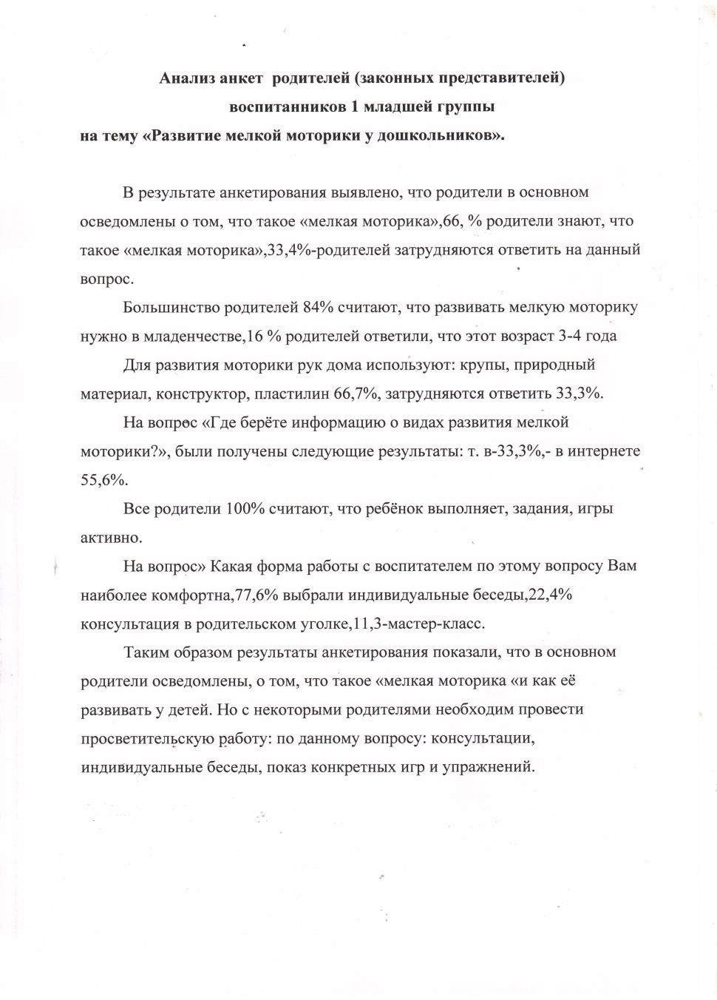 Анализ анкет  родителей (законных представителей)
воспитанников 1 младшей группы
на тему «Развитие мелкой моторики у дошкольников».
В результате анкетирования выявлено, что родители в основном
осведомлены о том, что такое «мелкая моторика»,66, % родители знают, что
такое «мелкая моторика»,33,4%-родителей затрудняются ответить на данный
вопрос.
Большинство родителей 84% считают, что развивать мелкую моторику
нужно в младенчестве,16 % родителей ответили, что этот возраст 3-4 года
Для развития моторики рук дома используют: крупы, природный
материал, конструктор, пластилин 66,7%, затрудняются ответить 33,3%.
На вопрос «Где берёте информацию о видах развития мелкой
моторики?», были получены следующие результаты: т. в-33,3%,- в интернете
55,6%.
Все родители 100% считают, что ребёнок выполняет, задания, игры
активно.
На вопрос» Какая форма работы с воспитателем по этому вопросу Вам
наиболее комфортна,77,6% выбрали индивидуальные беседы,22,4%
консультация в родительском уголке,11,3-мастер-класс.
Таким образом результаты анкетирования показали, что в основном
родители осведомлены, о том, что такое «мелкая моторика «и как её
развивать у детей. Но с некоторыми родителями необходим провести
просветительскую работу: по данному вопросу: консультации,
индивидуальные беседы, показ конкретных игр и упражнений.